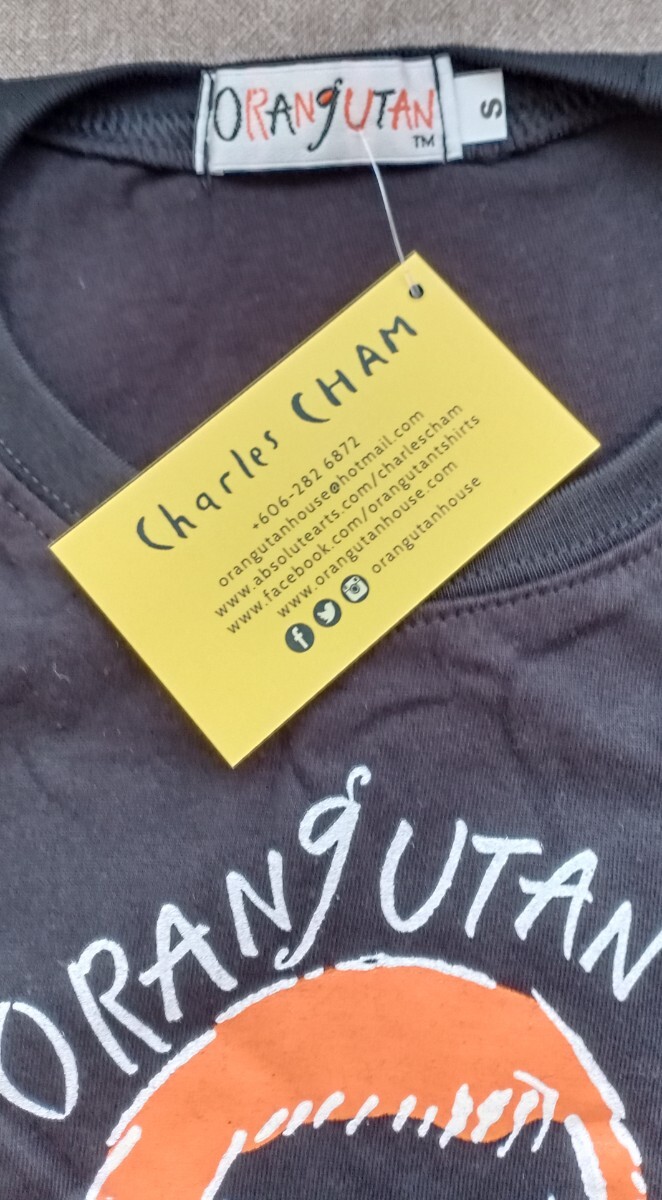 ORANgUTAN
TM
S
Charles CHAM
+606-282 6872
orangutanhouse@hotmail.com
www.absolutearts.com/charlescham
www.facebook.com/orangutantshirts
www.orangutanhouse.com
orangutanhouse
ORANgUTAN